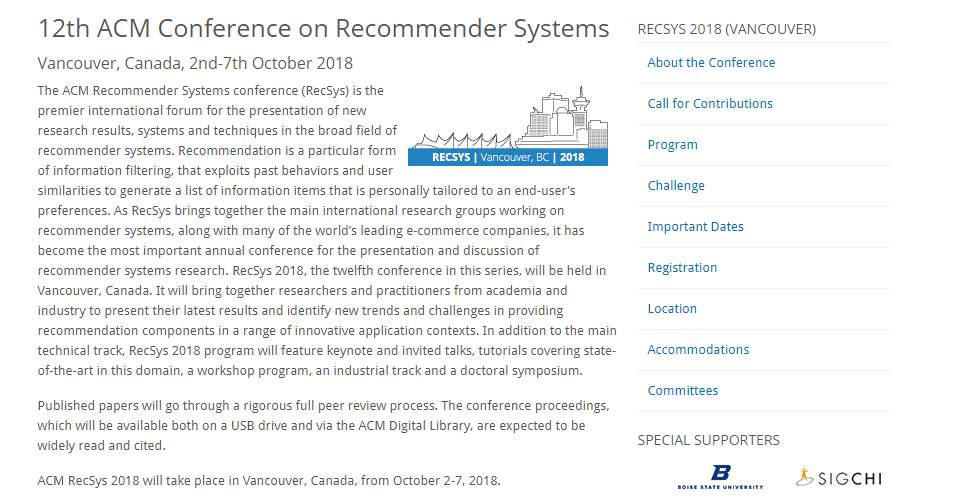 12th ACM Conference on Recommender Systems
Vancouver, Canada, 2nd-7th October 2018
The ACM Recommender Systems conference (RecSys) is the
premier international forum for the presentation of new
research results, systems and techniques in the broad field of
recommender systems. Recommendation is a particular form
of information filtering, that exploits past behaviors and user
similarities to generate a list of information items that is personally tailored to an end-user's
preferences. As RecSys brings together the main international research groups working on
recommender systems, along with many of the world's leading e-commerce companies, it has
become the most important annual conference for the presentation and discussion of
recommender systems research. RecSys 2018, the twelfth conference in this series, will be held in
Vancouver, Canada. It will bring together researchers and practitioners from academia and
industry to present their latest results and identify new trends and challenges in providing
recommendation components in a range of innovative application contexts. In addition to the main
technical track, RecSys 2018 program will feature keynote and invited talks, tutorials covering state-
of-the-art in this domain, a workshop program, an industrial track and a doctoral symposium.
RECSYS | Vancouver, BC | 2018
Published papers will go through a rigorous full peer review process. The conference proceedings,
which will be available both on a USB drive and via the ACM Digital Library, are expected to be
widely read and cited.
ACM RecSys 2018 will take place in Vancouver, Canada, from October 2-7, 2018.
RECSYS 2018 (VANCOUVER)
About the Conference
Call for Contributions
Program
Challenge
Important Dates
Registration
Location
Accommodations
Committees
SPECIAL SUPPORTERS
B
BOISE STATE UNIVERSITY
SIGCHI